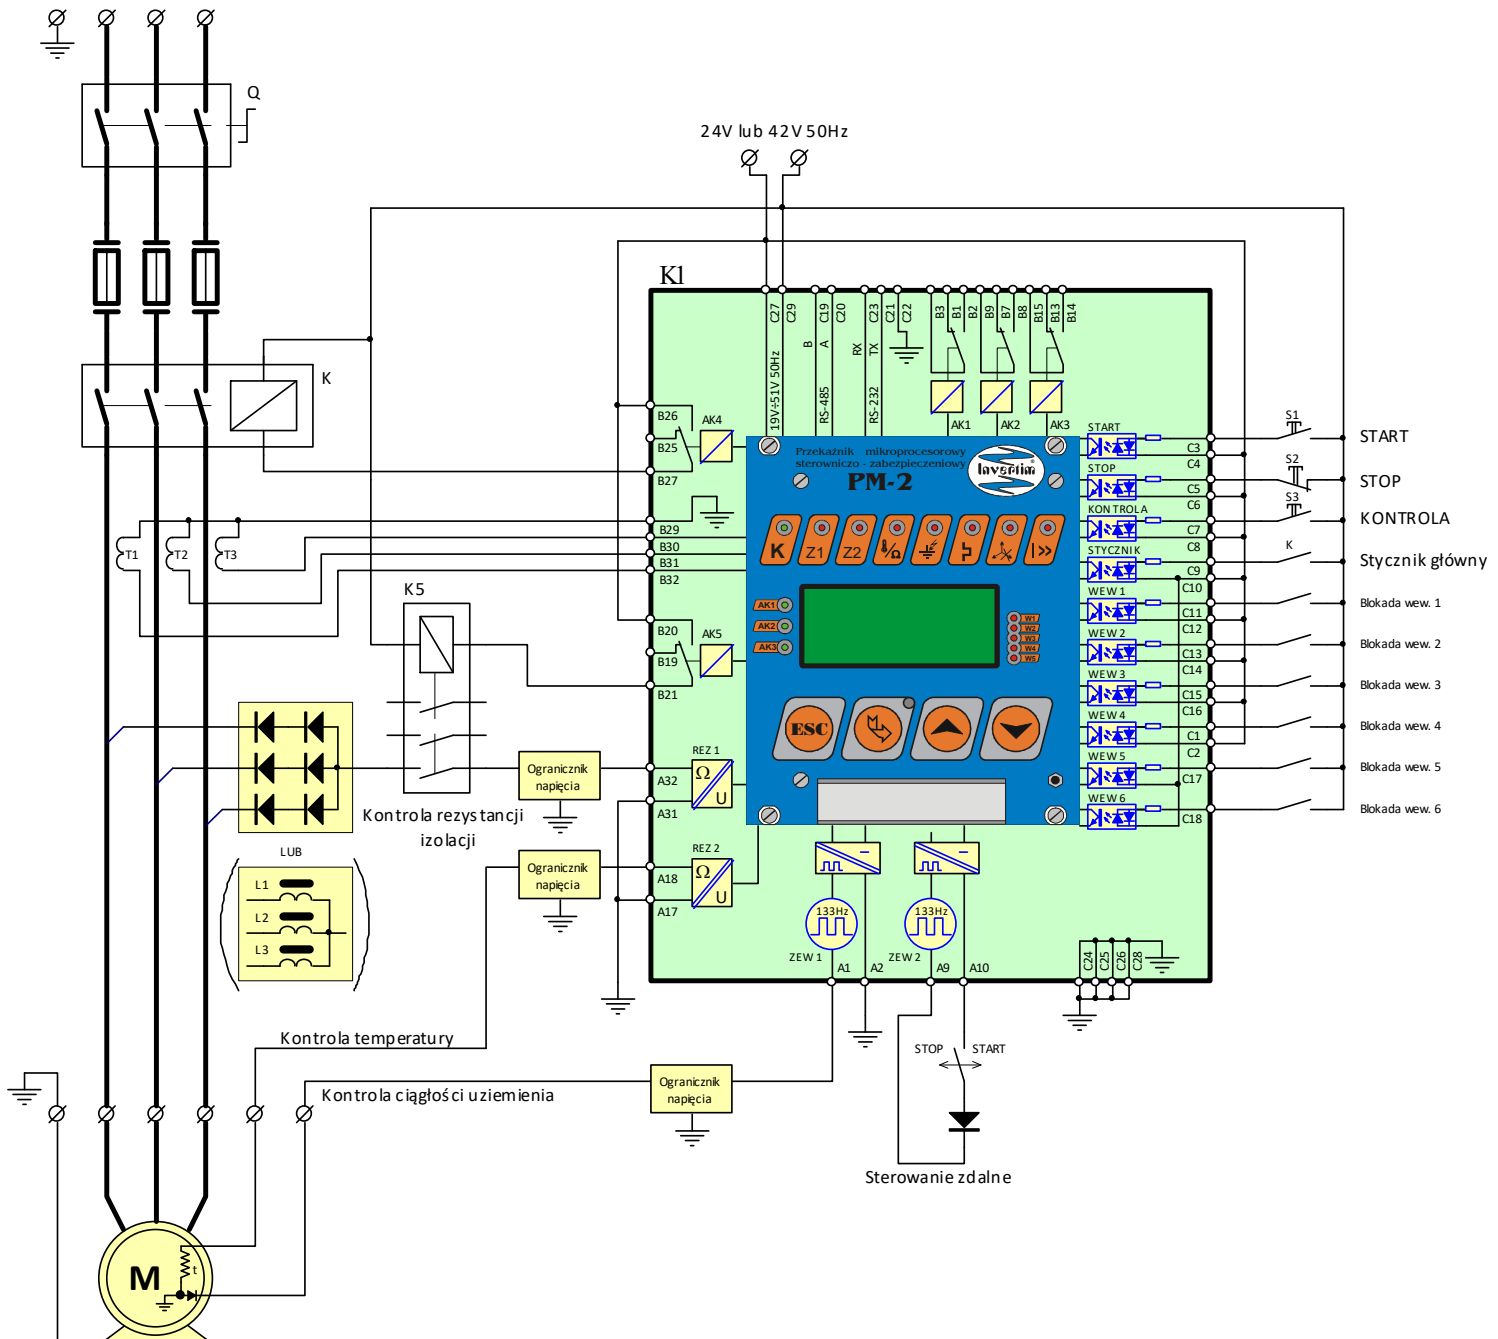 Q
24V lub 42V 50Hz
K1
C27
C29
C19
C20
C23
C21
C22
B3
B1
B2
B9
B7
B8
B15
B13
B14
19V÷51V 50Hz
B
A
RS-485
RX
TX
RS-232
K
B26
B25
B27
AK4
AK1
AK2
AK3
B29
B30
B31
B32
T1
T2
T3
Przekaźnik mikroprocesorowy
sterowniczo - zabezpieczeniowy
PM-2
Invertim
K
Z1
Z2
Ω
I >>
AK1
AK2
AK3
W1
W2
W3
W4
W5
ESC
START
STOP
KONTROLA
STYCZNIK
WEW 1
WEW 2
WEW 3
WEW 4
WEW 5
WEW 6
C3
C4
C5
C6
C7
C8
C9
C10
C11
C12
C13
C14
C15
C16
C1
C2
C17
C18
S1
START
S2
STOP
S3
KONTROLA
K
Stycznik główny
Blokada wew. 1
Blokada wew. 2
Blokada wew. 3
Blokada wew. 4
Blokada wew. 5
Blokada wew. 6
K5
B20
B19
B21
AK5
REZ 1
Ω
U
A32
A31
Ogranicznik
napięcia
Kontrola rezystancji
izolacji
LUB
L1
L2
L3
REZ 2
Ω
U
A18
A17
Ogranicznik
napięcia
133Hz
133Hz
ZEW 1
A1
A2
ZEW 2
A9
A10
C24
C25
C26
C28
Kontrola temperatury
STOP
START
Kontrola ciągłości uziemienia
Ogranicznik
napięcia
Sterowanie zdalne
M
t